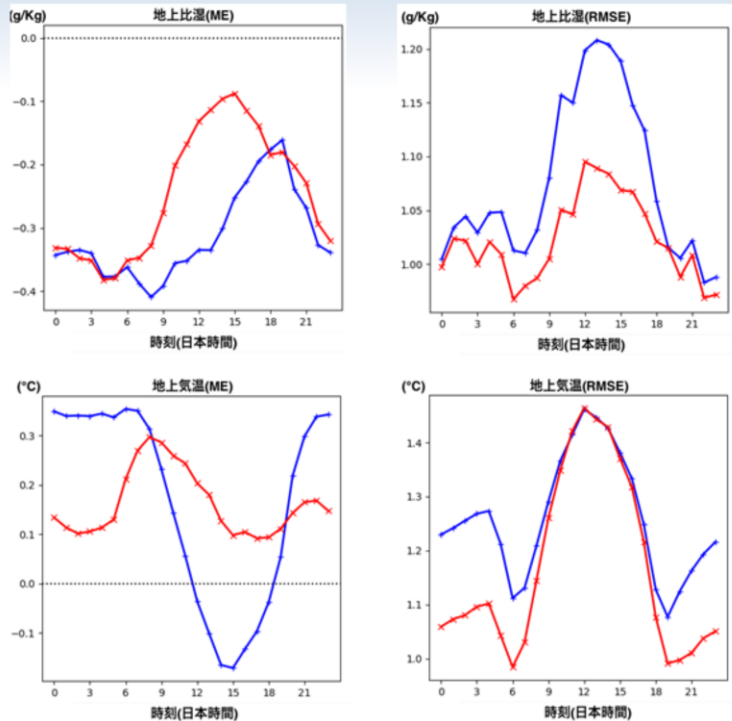 (g/Kg) 地上比湿(ME)
0.0
−0.1
−0.2
−0.3
−0.4
0 3 6 9 12 15 18 21
時刻(日本時間)
(g/Kg) 地上比湿(RMSE)
1.20
1.15
1.10
1.05
1.00
0 3 6 9 12 15 18 21
時刻(日本時間)
(°C) 地上気温(ME)
0.3
0.2
0.1
0.0
−0.1
0 3 6 9 12 15 18 21
時刻(日本時間)
(°C) 地上気温(RMSE)
1.4
1.3
1.2
1.1
1.0
0 3 6 9 12 15 18 21
時刻(日本時間)